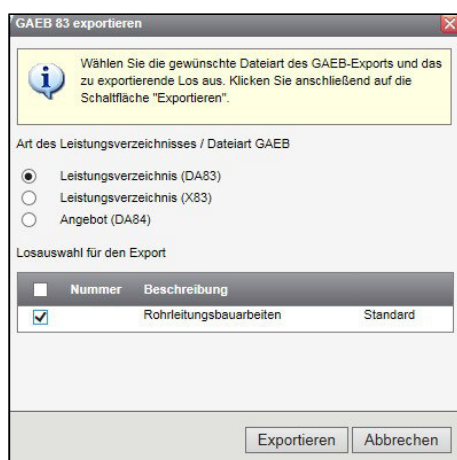 GAEB 83 exportieren
Wählen Sie die gewünschte Dateiart des GAEB-Exports und das
zu exportierende Los aus. Klicken Sie anschließend auf die
Schaltfläche "Exportieren".
Art des Leistungsverzeichnisses / Dateiart GAEB
Leistungsverzeichnis (DA83)
Leistungsverzeichnis (X83)
Angebot (DA84)
Losauswahl für den Export
Nummer Beschreibung
Rohrleitungsbauarbeiten Standard
Exportieren Abbrechen